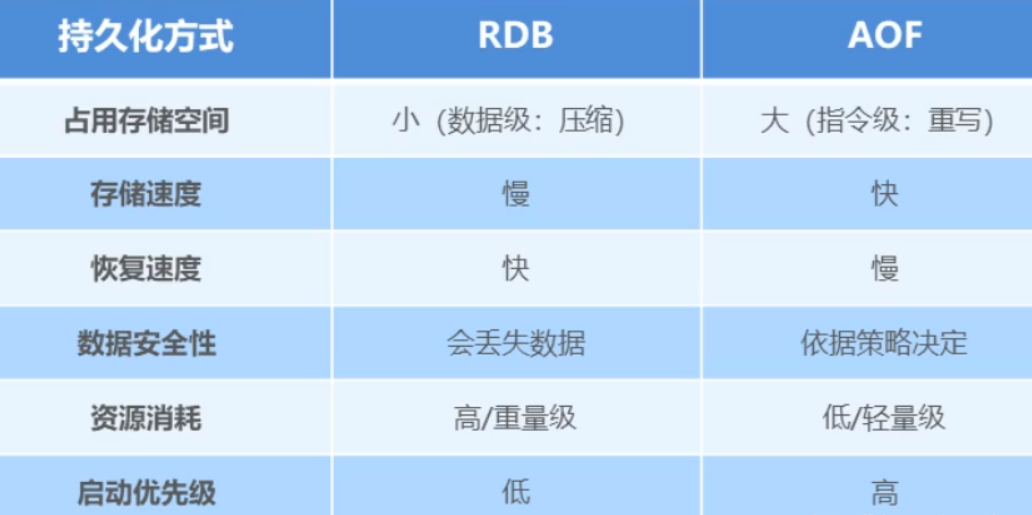 持久化方式 RDB AOF
占用存储空间 小（数据级：压缩） 大（指令级：重写）
存储速度 慢 快
恢复速度 快 慢
数据安全性 会丢失数据 依据策略决定
资源消耗 高/重量级 低/轻量级
启动优先级 低 高